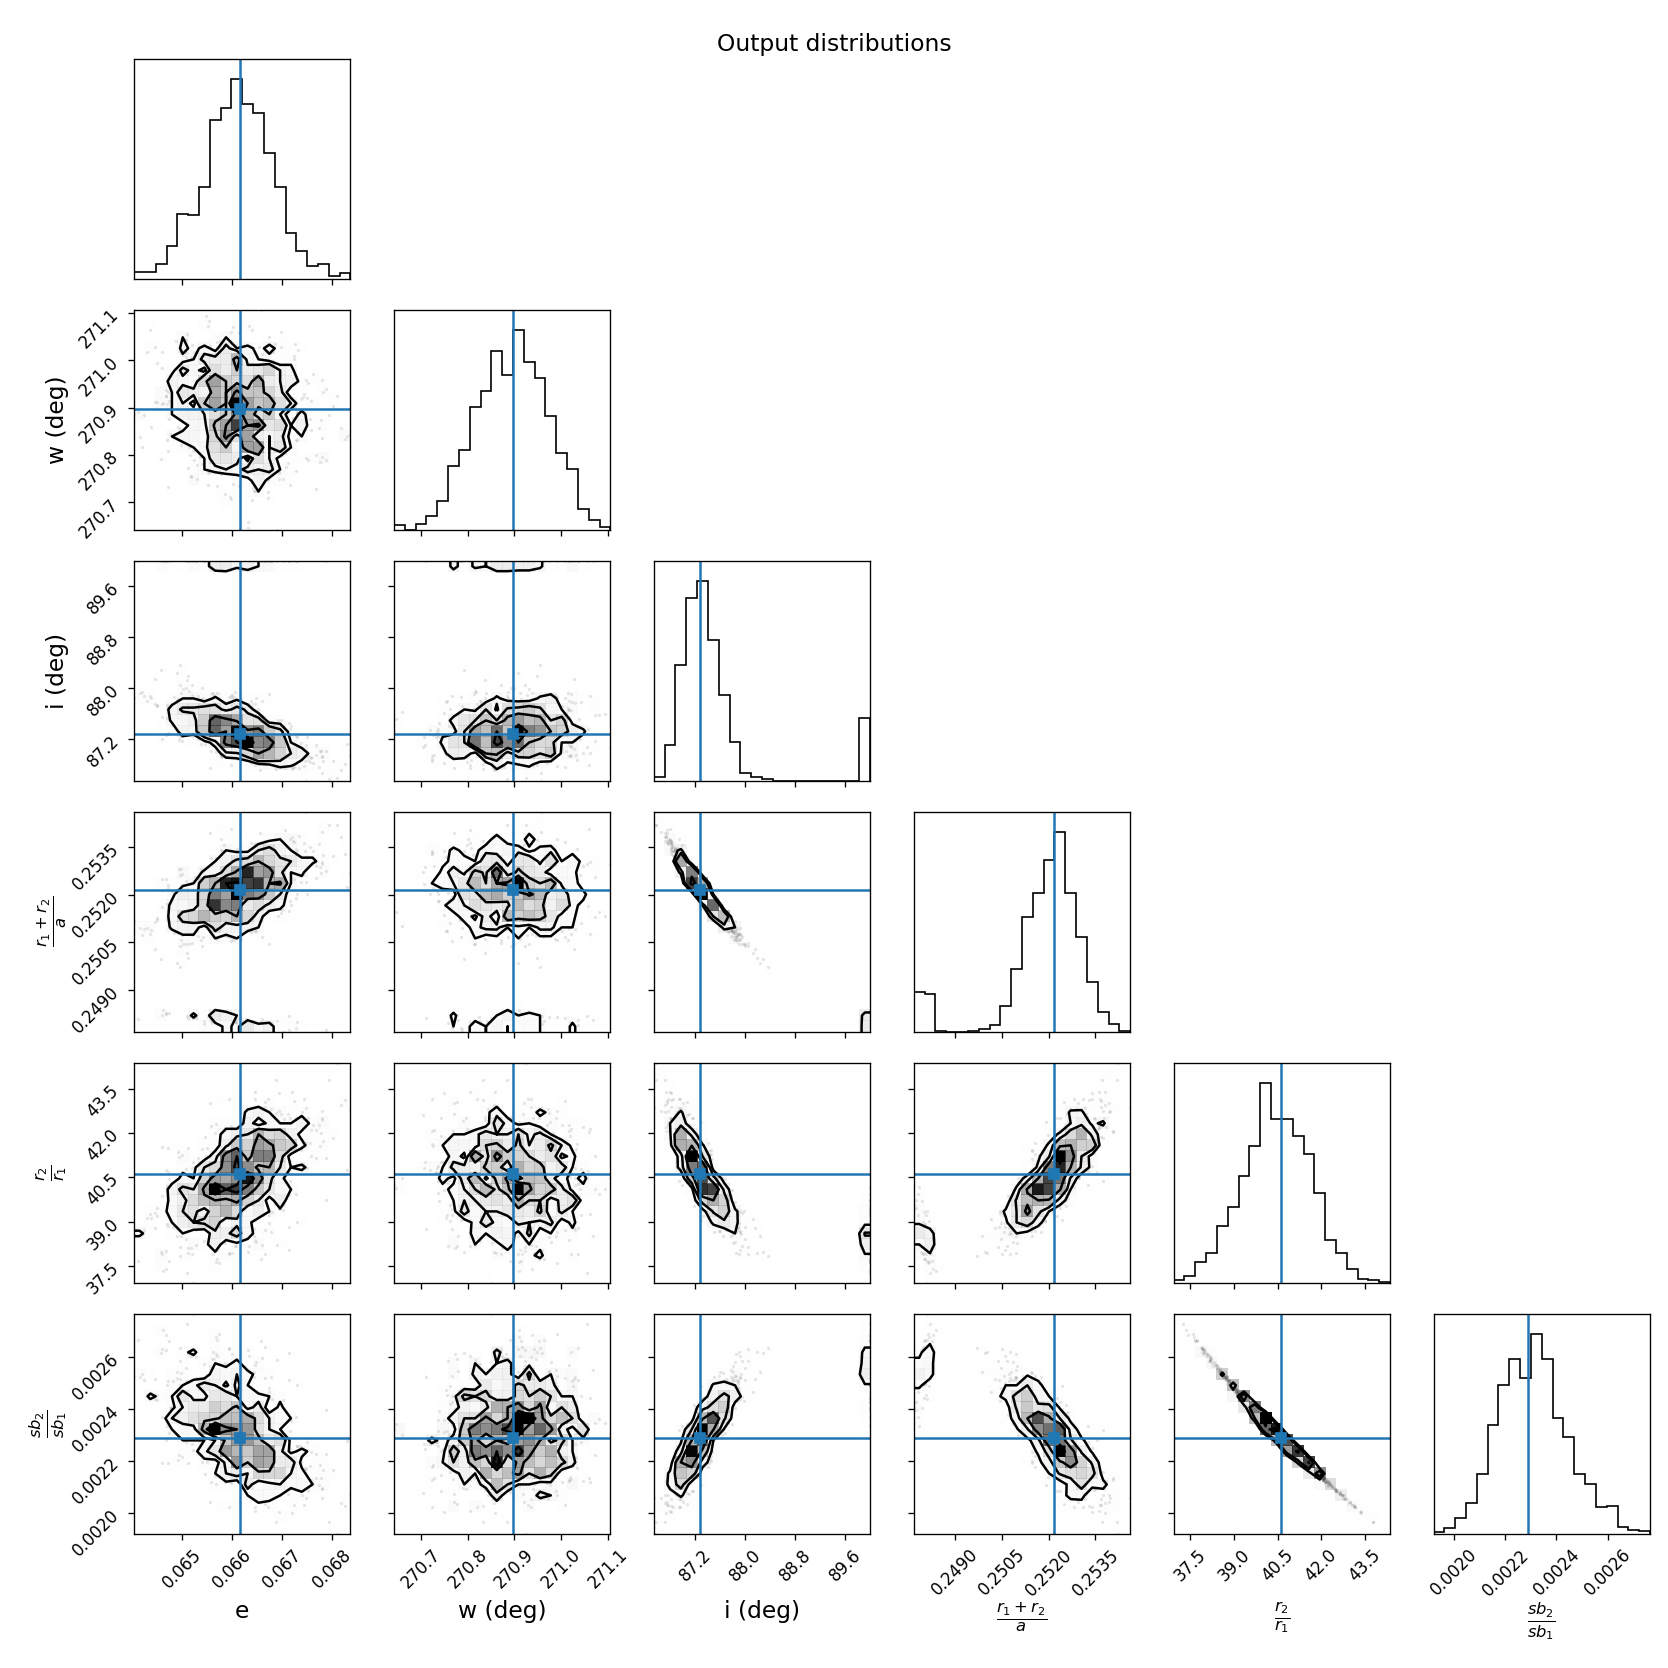 Output distributions
271.1
271.0
270.9
270.8
270.7
w (deg)
89.6
88.8
88.0
87.2
i (deg)
0.2535
0.2520
0.2505
0.2490
r₁ + r₂
a
43.5
42.0
40.5
39.0
37.5
r₂
r₁
0.0026
0.0024
0.0022
0.0020
sb₂
sb₁
0.065 0.066 0.067 0.068
270.7 270.8 270.9 271.0 271.1
87.2 88.0 88.8 89.6
0.2490 0.2505 0.2520 0.2535
37.5 39.0 40.5 42.0 43.5
0.0020 0.0022 0.0024 0.0026
e
w (deg)
i (deg)
r₁ + r₂
a
r₂
r₁
sb₂
sb₁